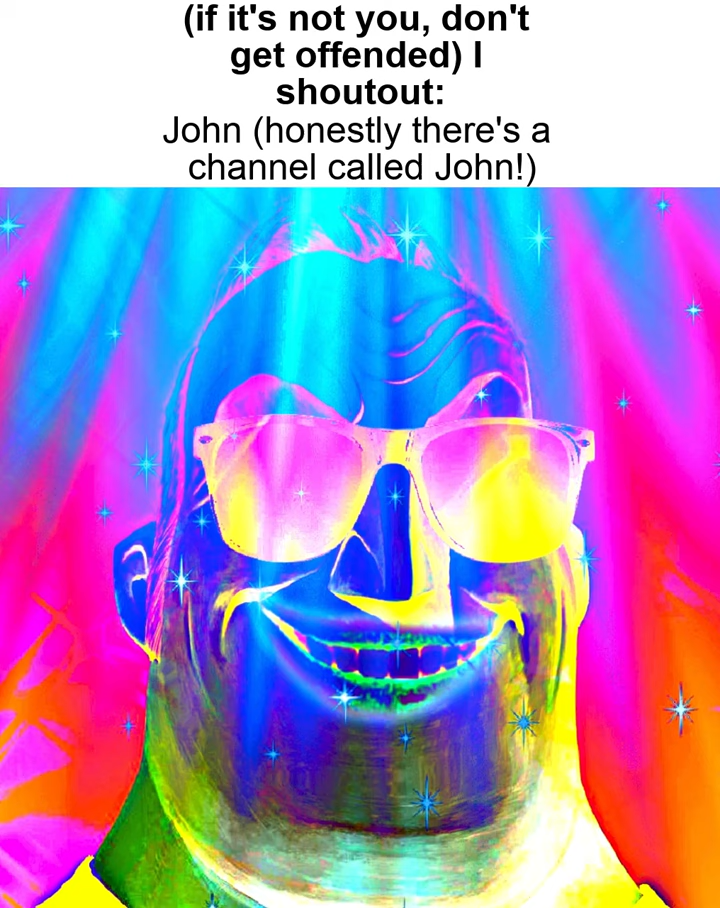 (if it's not you, don't
get offended) I
shoutout:
John (honestly there's a
channel called John!)